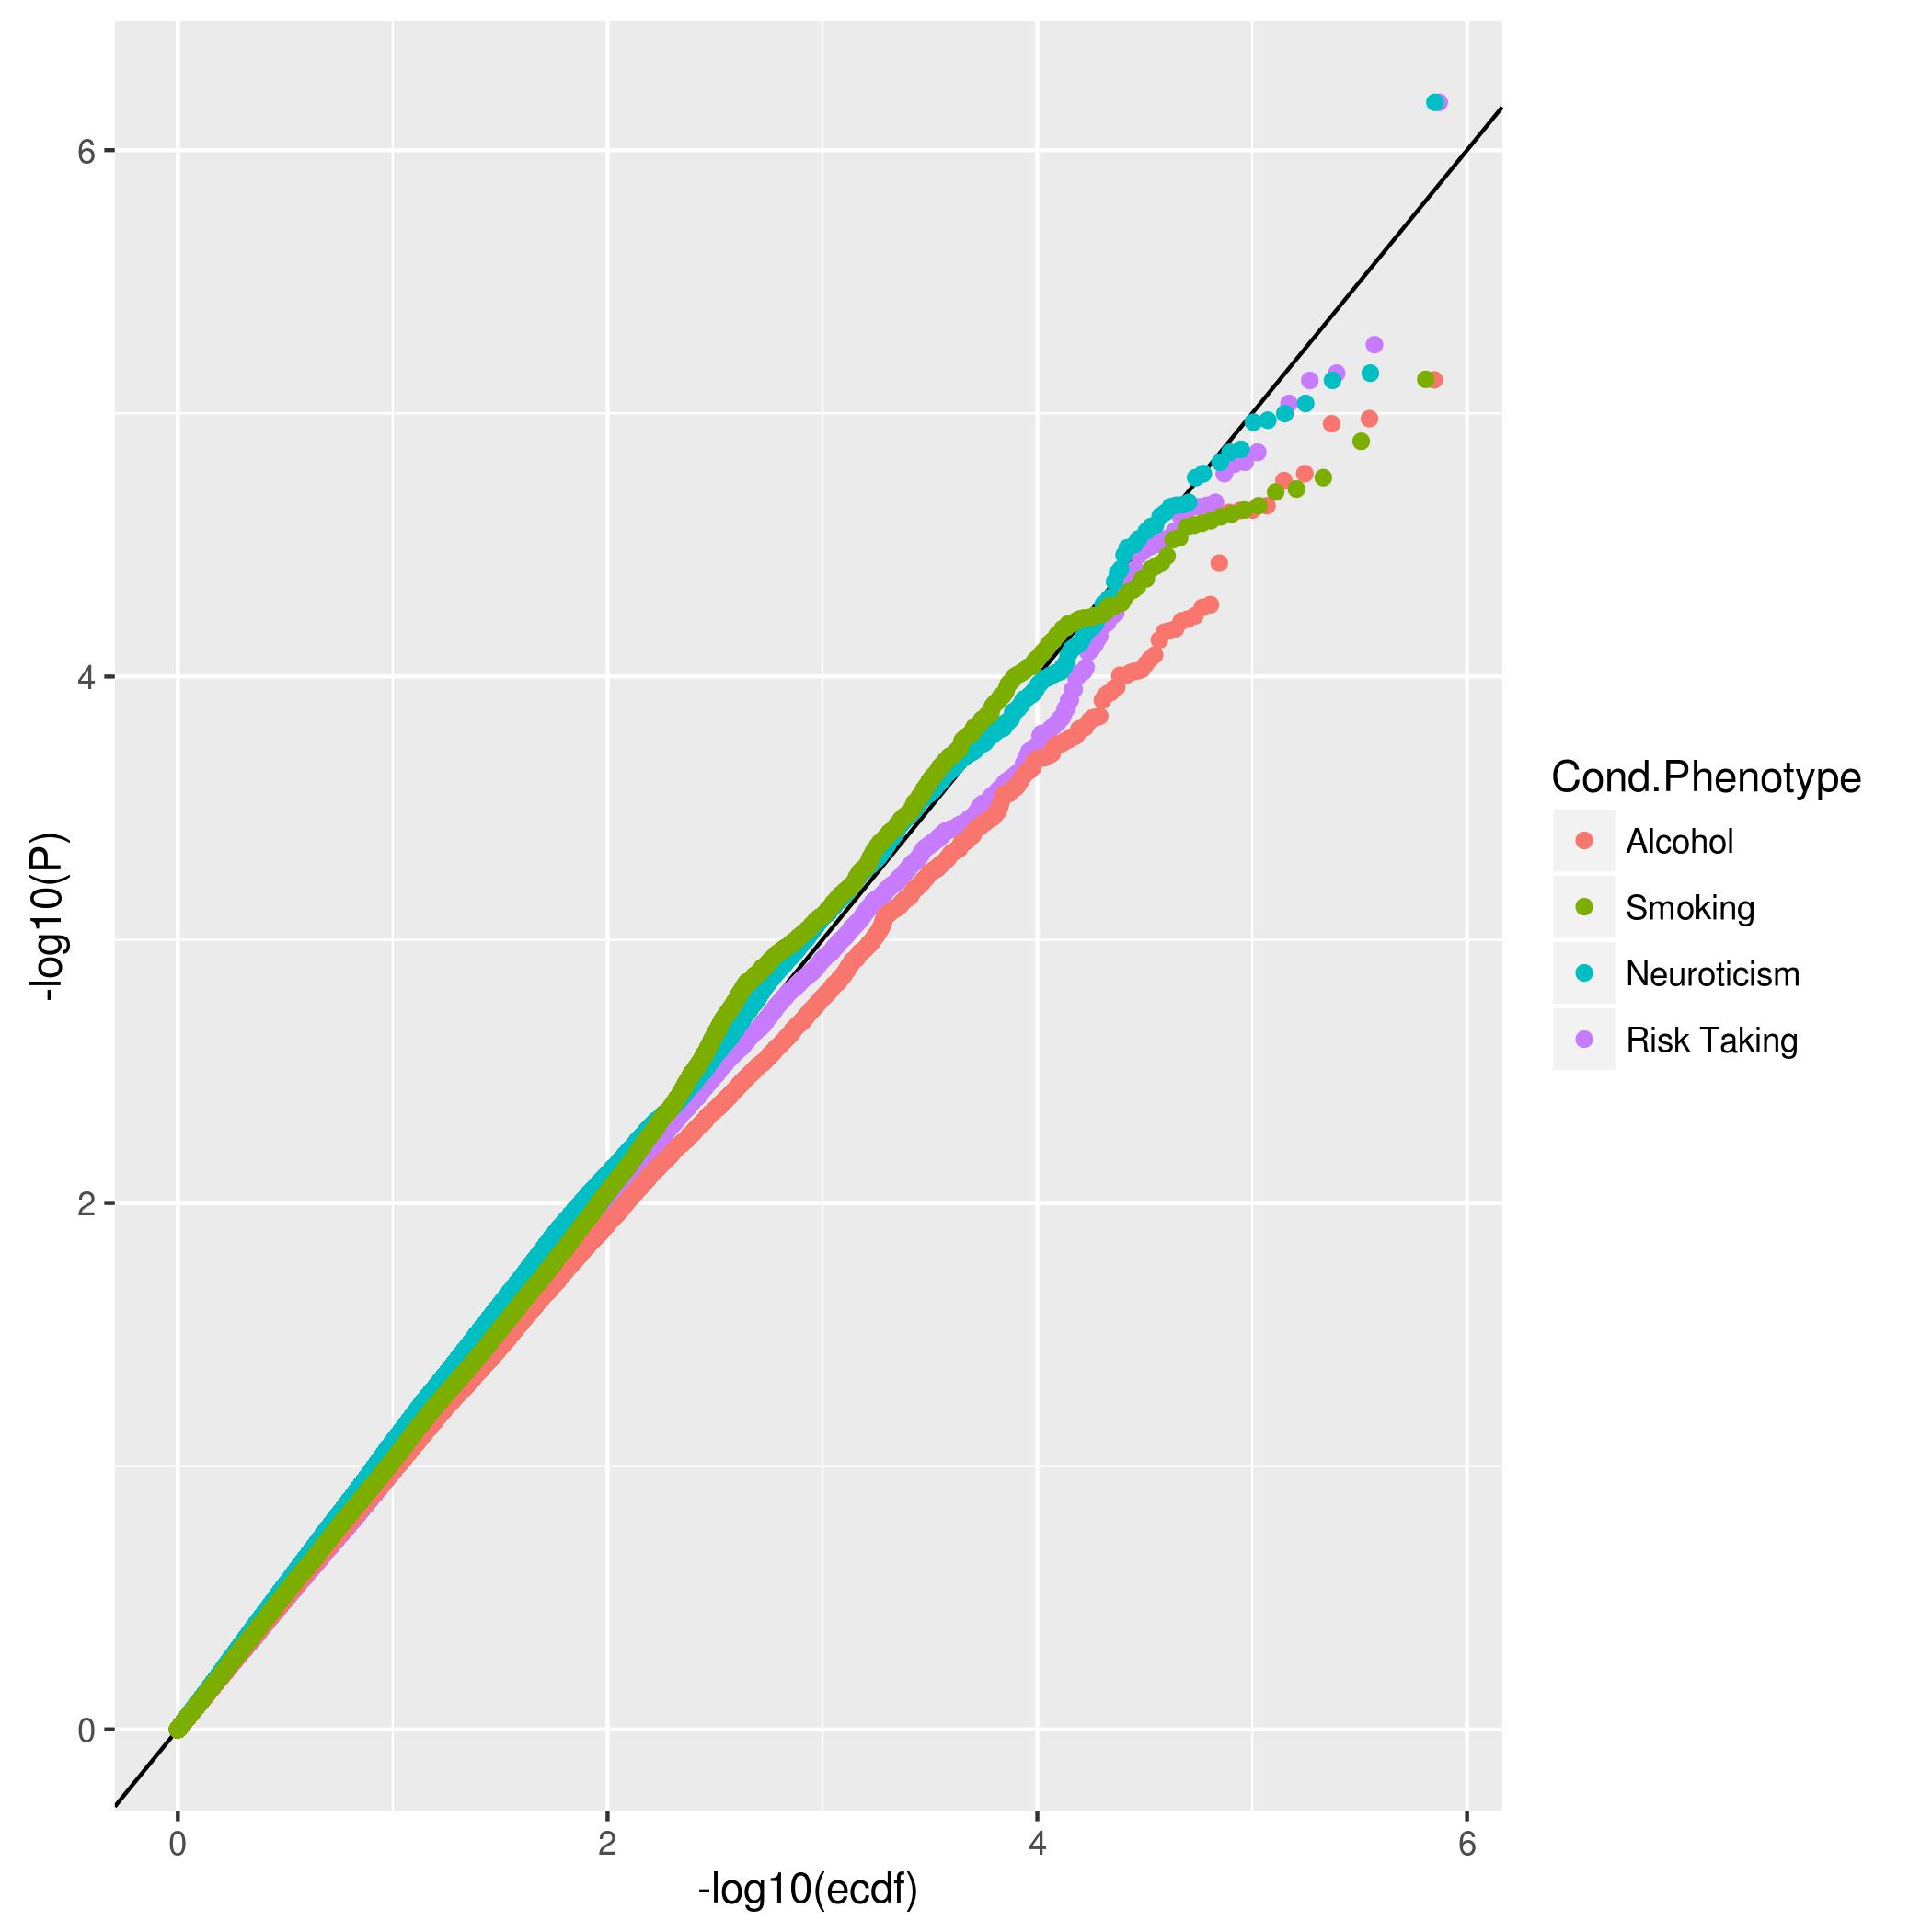 6
4
2
0
-log10(P)
0 2 4 6
-log10(ecdf)
Cond.Phenotype
Alcohol
Smoking
Neuroticism
Risk Taking